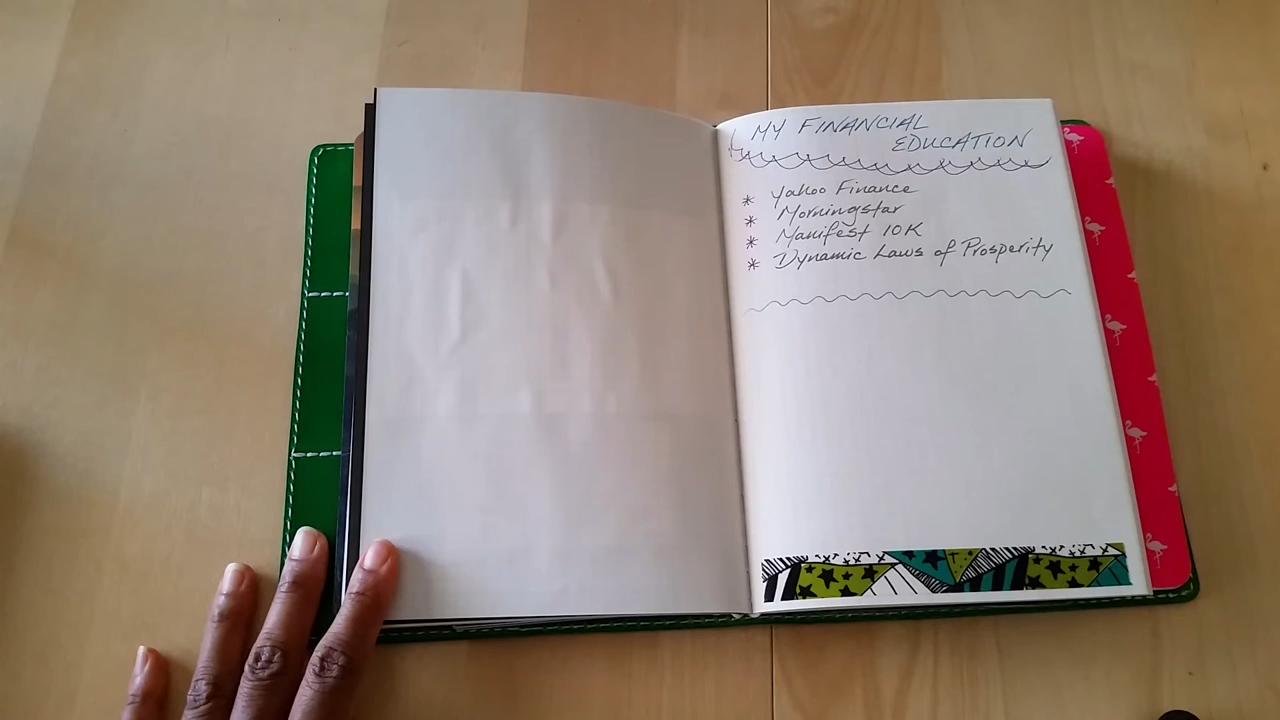 MY FINANCIAL
EDUCATION
* Yahoo Finance
* Morningstar
* Manifest 10K
* Dynamic Laws of Prosperity